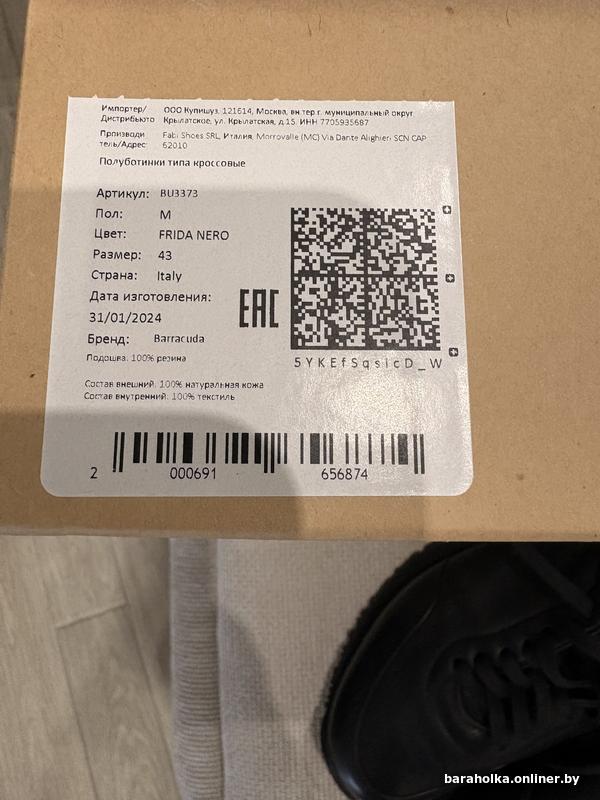 Импортер/ ООО Купишуз, 121614, Москва, вн.тер.г. муниципальный округ
Дистрибьюто Крылатское, ул. Крылатская, д.15. ИНН 7705935687
Производи Fabi Shoes SRL, Италия, Morrovalle (MC) Via Dante Alighieri SCN CAP
тель/Адрес: 62010
Полуботинки типа кроссовые
Артикул: BU3373
Пол: М
Цвет: FRIDA NERO
Размер: 43
Страна: Italy
Дата изготовления:
31/01/2024
EAC
Бренд: Barracuda
Подошва: 100% резина
5YKEfSqsicD_W
Состав внешний: 100% натуральная кожа
Состав внутренний: 100% текстиль
2 000691 656874
baraholka.onliner.by